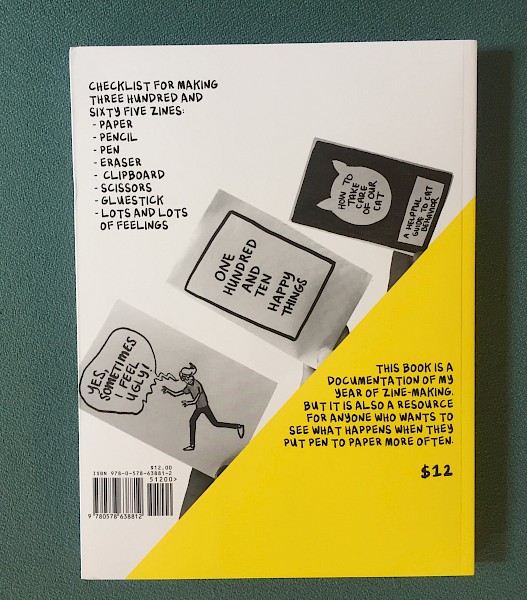 CHECKLIST FOR MAKING
THREE HUNDRED AND
SIXTY FIVE ZINES:
- PAPER
- PENCIL
- PEN
- ERASER
- CLIPBOARD
- SCISSORS
- GLUESTICK
- LOTS AND LOTS
OF FEELINGS
HOW TO
TAKE
CARE
OF OUR
CAT
A HELPFUL
GUIDE TO CAT
BEHAVIOR
ONE
HUNDRED
AND
TEN
HAPPY
THINGS
YES,
SOMETIMES
I FEEL
UGLY!
THIS BOOK IS A
DOCUMENTATION OF MY
YEAR OF ZINE-MAKING.
BUT IT IS ALSO A RESOURCE
FOR ANYONE WHO WANTS TO
SEE WHAT HAPPENS WHEN THEY
PUT PEN TO PAPER MORE OFTEN.
$12
$12.00
ISBN 978-0-578-63881-2
51200>
9 780578 638812